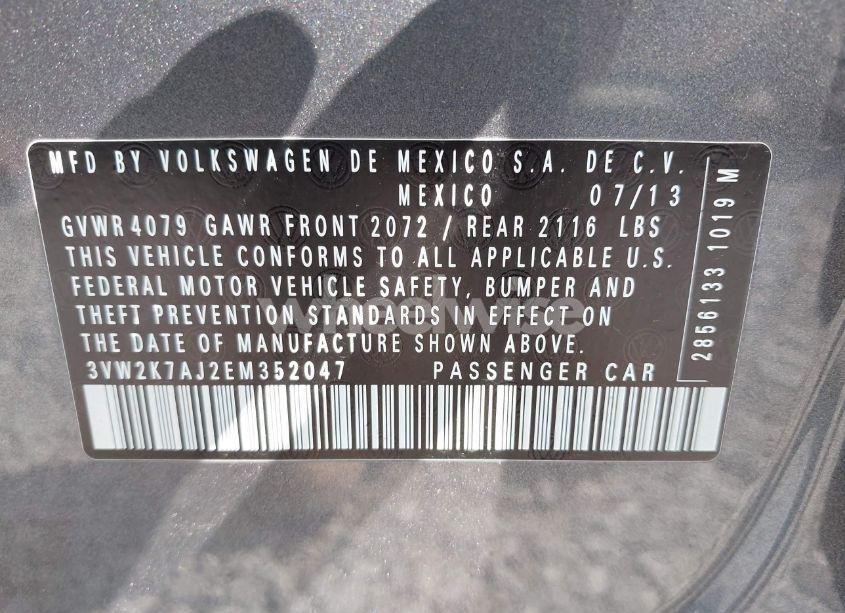 MFD BY VOLKSWAGEN DE MEXICO S.A. DE C.V.
MEXICO 07/13
GVWR 4079 GAWR FRONT 2072 / REAR 2116 LBS
THIS VEHICLE CONFORMS TO ALL APPLICABLE U.S.
FEDERAL MOTOR VEHICLE SAFETY, BUMPER AND
THEFT PREVENTION STANDARDS IN EFFECT ON
THE DATE OF MANUFACTURE SHOWN ABOVE.
3VW2K7AJ2EM352047 PASSENGER CAR
2856133 1019 M
wheelwise